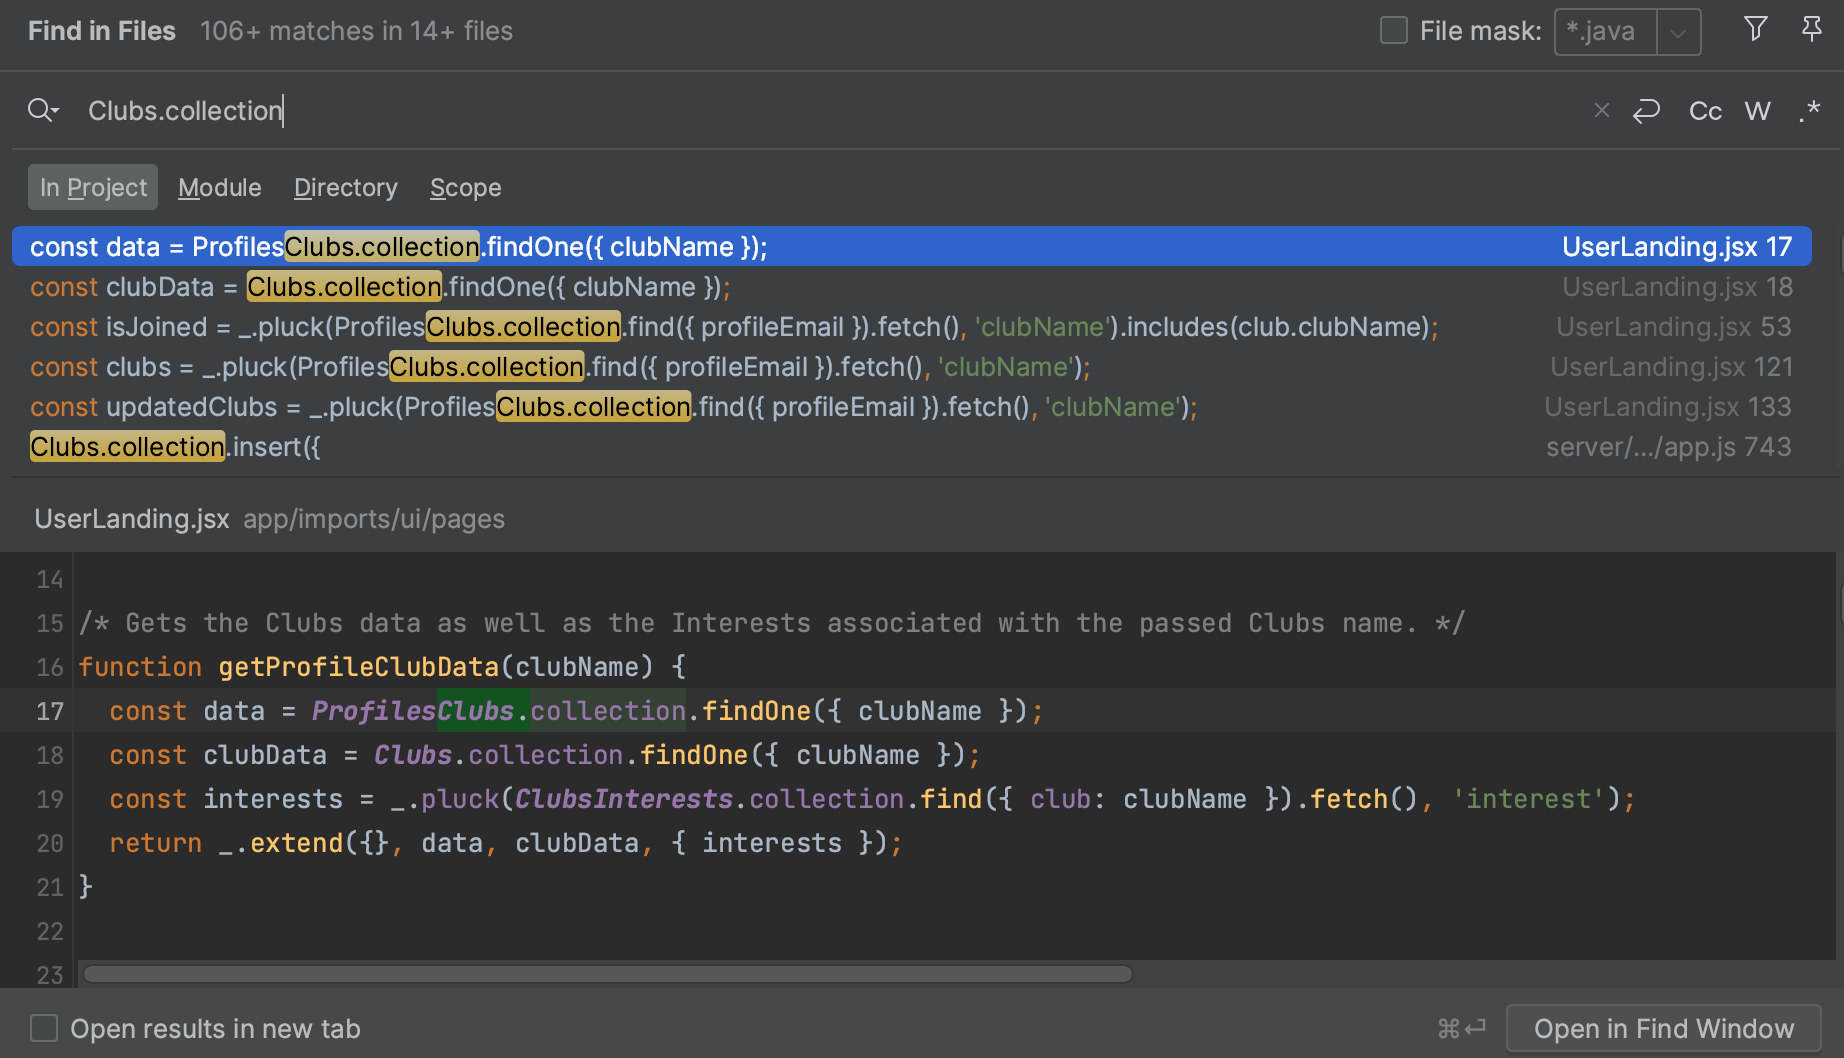 Find in Files 106+ matches in 14+ files File mask: *.java
Clubs.collection Cc W .*
In Project Module Directory Scope
const data = ProfilesClubs.collection.findOne({ clubName }); UserLanding.jsx 17
const clubData = Clubs.collection.findOne({ clubName }); UserLanding.jsx 18
const isJoined = _.pluck(ProfilesClubs.collection.find({ profileEmail }).fetch(), 'clubName').includes(club.clubName); UserLanding.jsx 53
const clubs = _.pluck(ProfilesClubs.collection.find({ profileEmail }).fetch(), 'clubName'); UserLanding.jsx 121
const updatedClubs = _.pluck(ProfilesClubs.collection.find({ profileEmail }).fetch(), 'clubName'); UserLanding.jsx 133
Clubs.collection.insert({ server/.../app.js 743
UserLanding.jsx app/imports/ui/pages
14
15 /* Gets the Clubs data as well as the Interests associated with the passed Clubs name. */
16 function getProfileClubData(clubName) {
17 const data = ProfilesClubs.collection.findOne({ clubName });
18 const clubData = Clubs.collection.findOne({ clubName });
19 const interests = _.pluck(ClubsInterests.collection.find({ club: clubName }).fetch(), 'interest');
20 return _.extend({}, data, clubData, { interests });
21 }
22
23
Open results in new tab ⌘↵ Open in Find Window